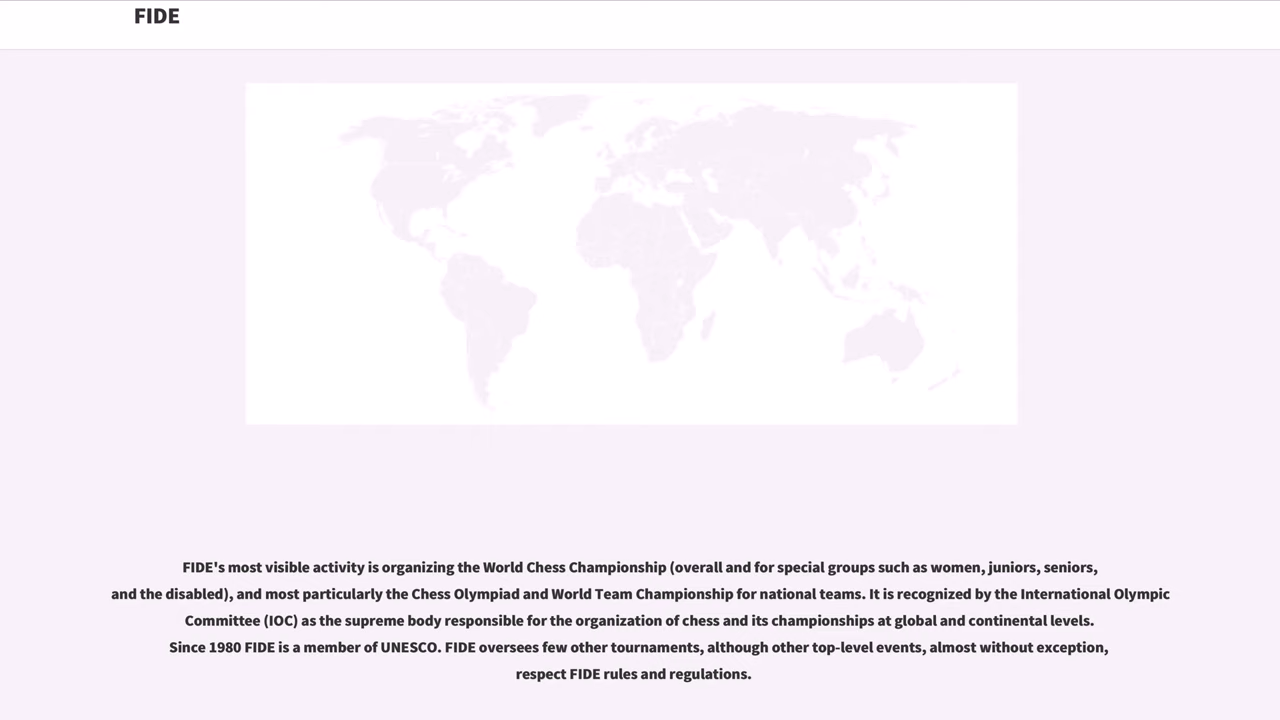 FIDE
FIDE's most visible activity is organizing the World Chess Championship (overall and for special groups such as women, juniors, seniors,
and the disabled), and most particularly the Chess Olympiad and World Team Championship for national teams. It is recognized by the International Olympic
Committee (IOC) as the supreme body responsible for the organization of chess and its championships at global and continental levels.
Since 1980 FIDE is a member of UNESCO. FIDE oversees few other tournaments, although other top-level events, almost without exception,
respect FIDE rules and regulations.